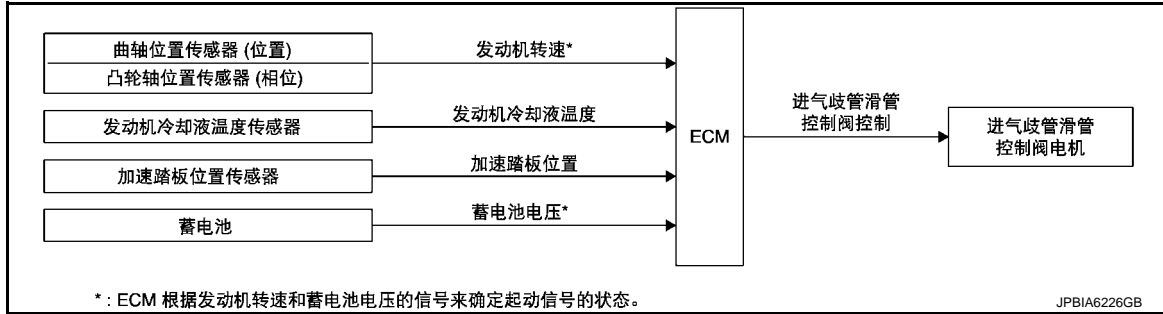 曲轴位置传感器 (位置)
凸轮轴位置传感器 (相位)
发动机转速*
发动机冷却液温度传感器
发动机冷却液温度
加速踏板位置传感器
加速踏板位置
蓄电池
蓄电池电压*
ECM
进气歧管滑管
控制阀控制
进气歧管滑管
控制阀电机
* : ECM 根据发动机转速和蓄电池电压的信号来确定起动信号的状态。
JPBIA6226GB